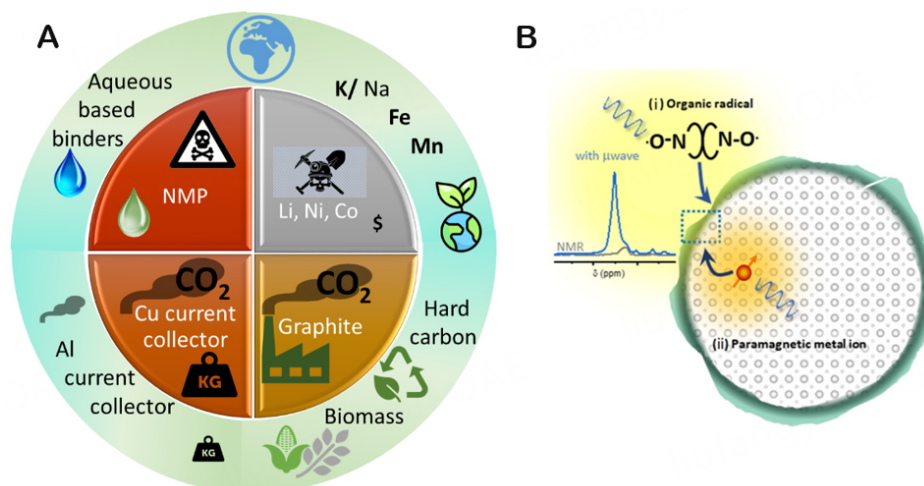 A
Aqueous
based
binders
K/ Na
Fe
Mn
NMP
Li, Ni, Co
$
CO2
Cu current
collector
KG
CO2
Graphite
Hard
carbon
Al
current
collector
Biomass
KG
B
(i) Organic radical
·O-N N-O·
with μwave
NMR
δ (ppm)
(ii) Paramagnetic metal ion